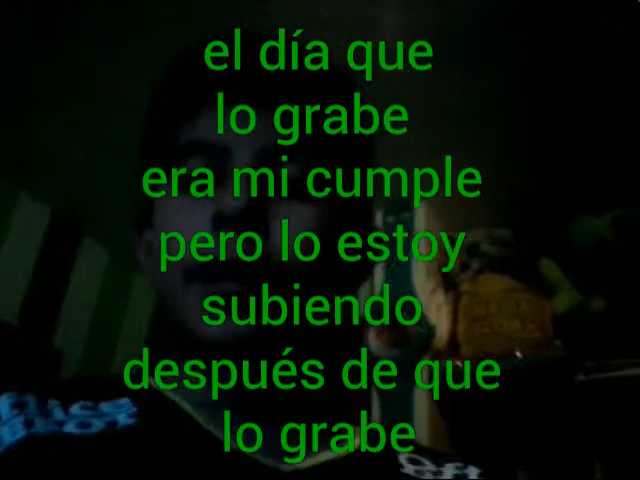 el día que
lo grabe
era mi cumple
pero lo estoy
subiendo
después de que
lo grabe